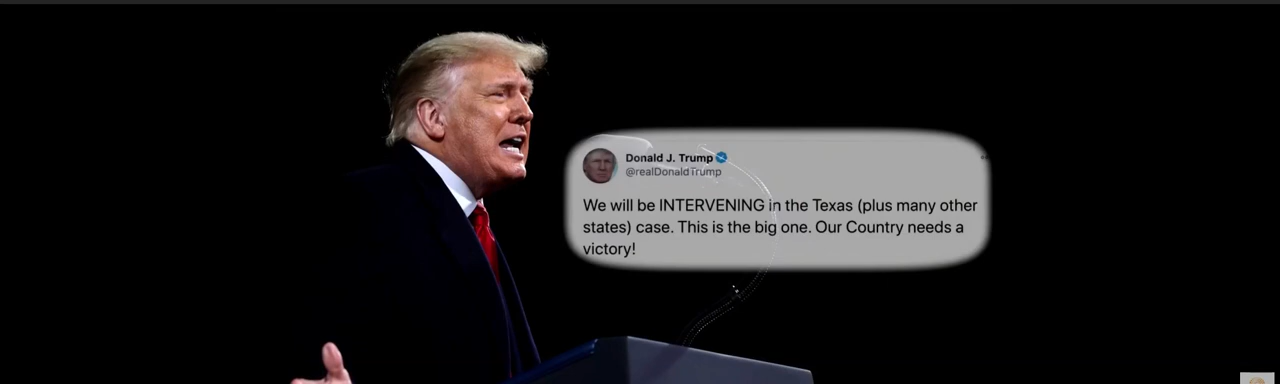 Donald J. Trump
@realDonaldTrump
We will be INTERVENING in the Texas (plus many other
states) case. This is the big one. Our Country needs a
victory!